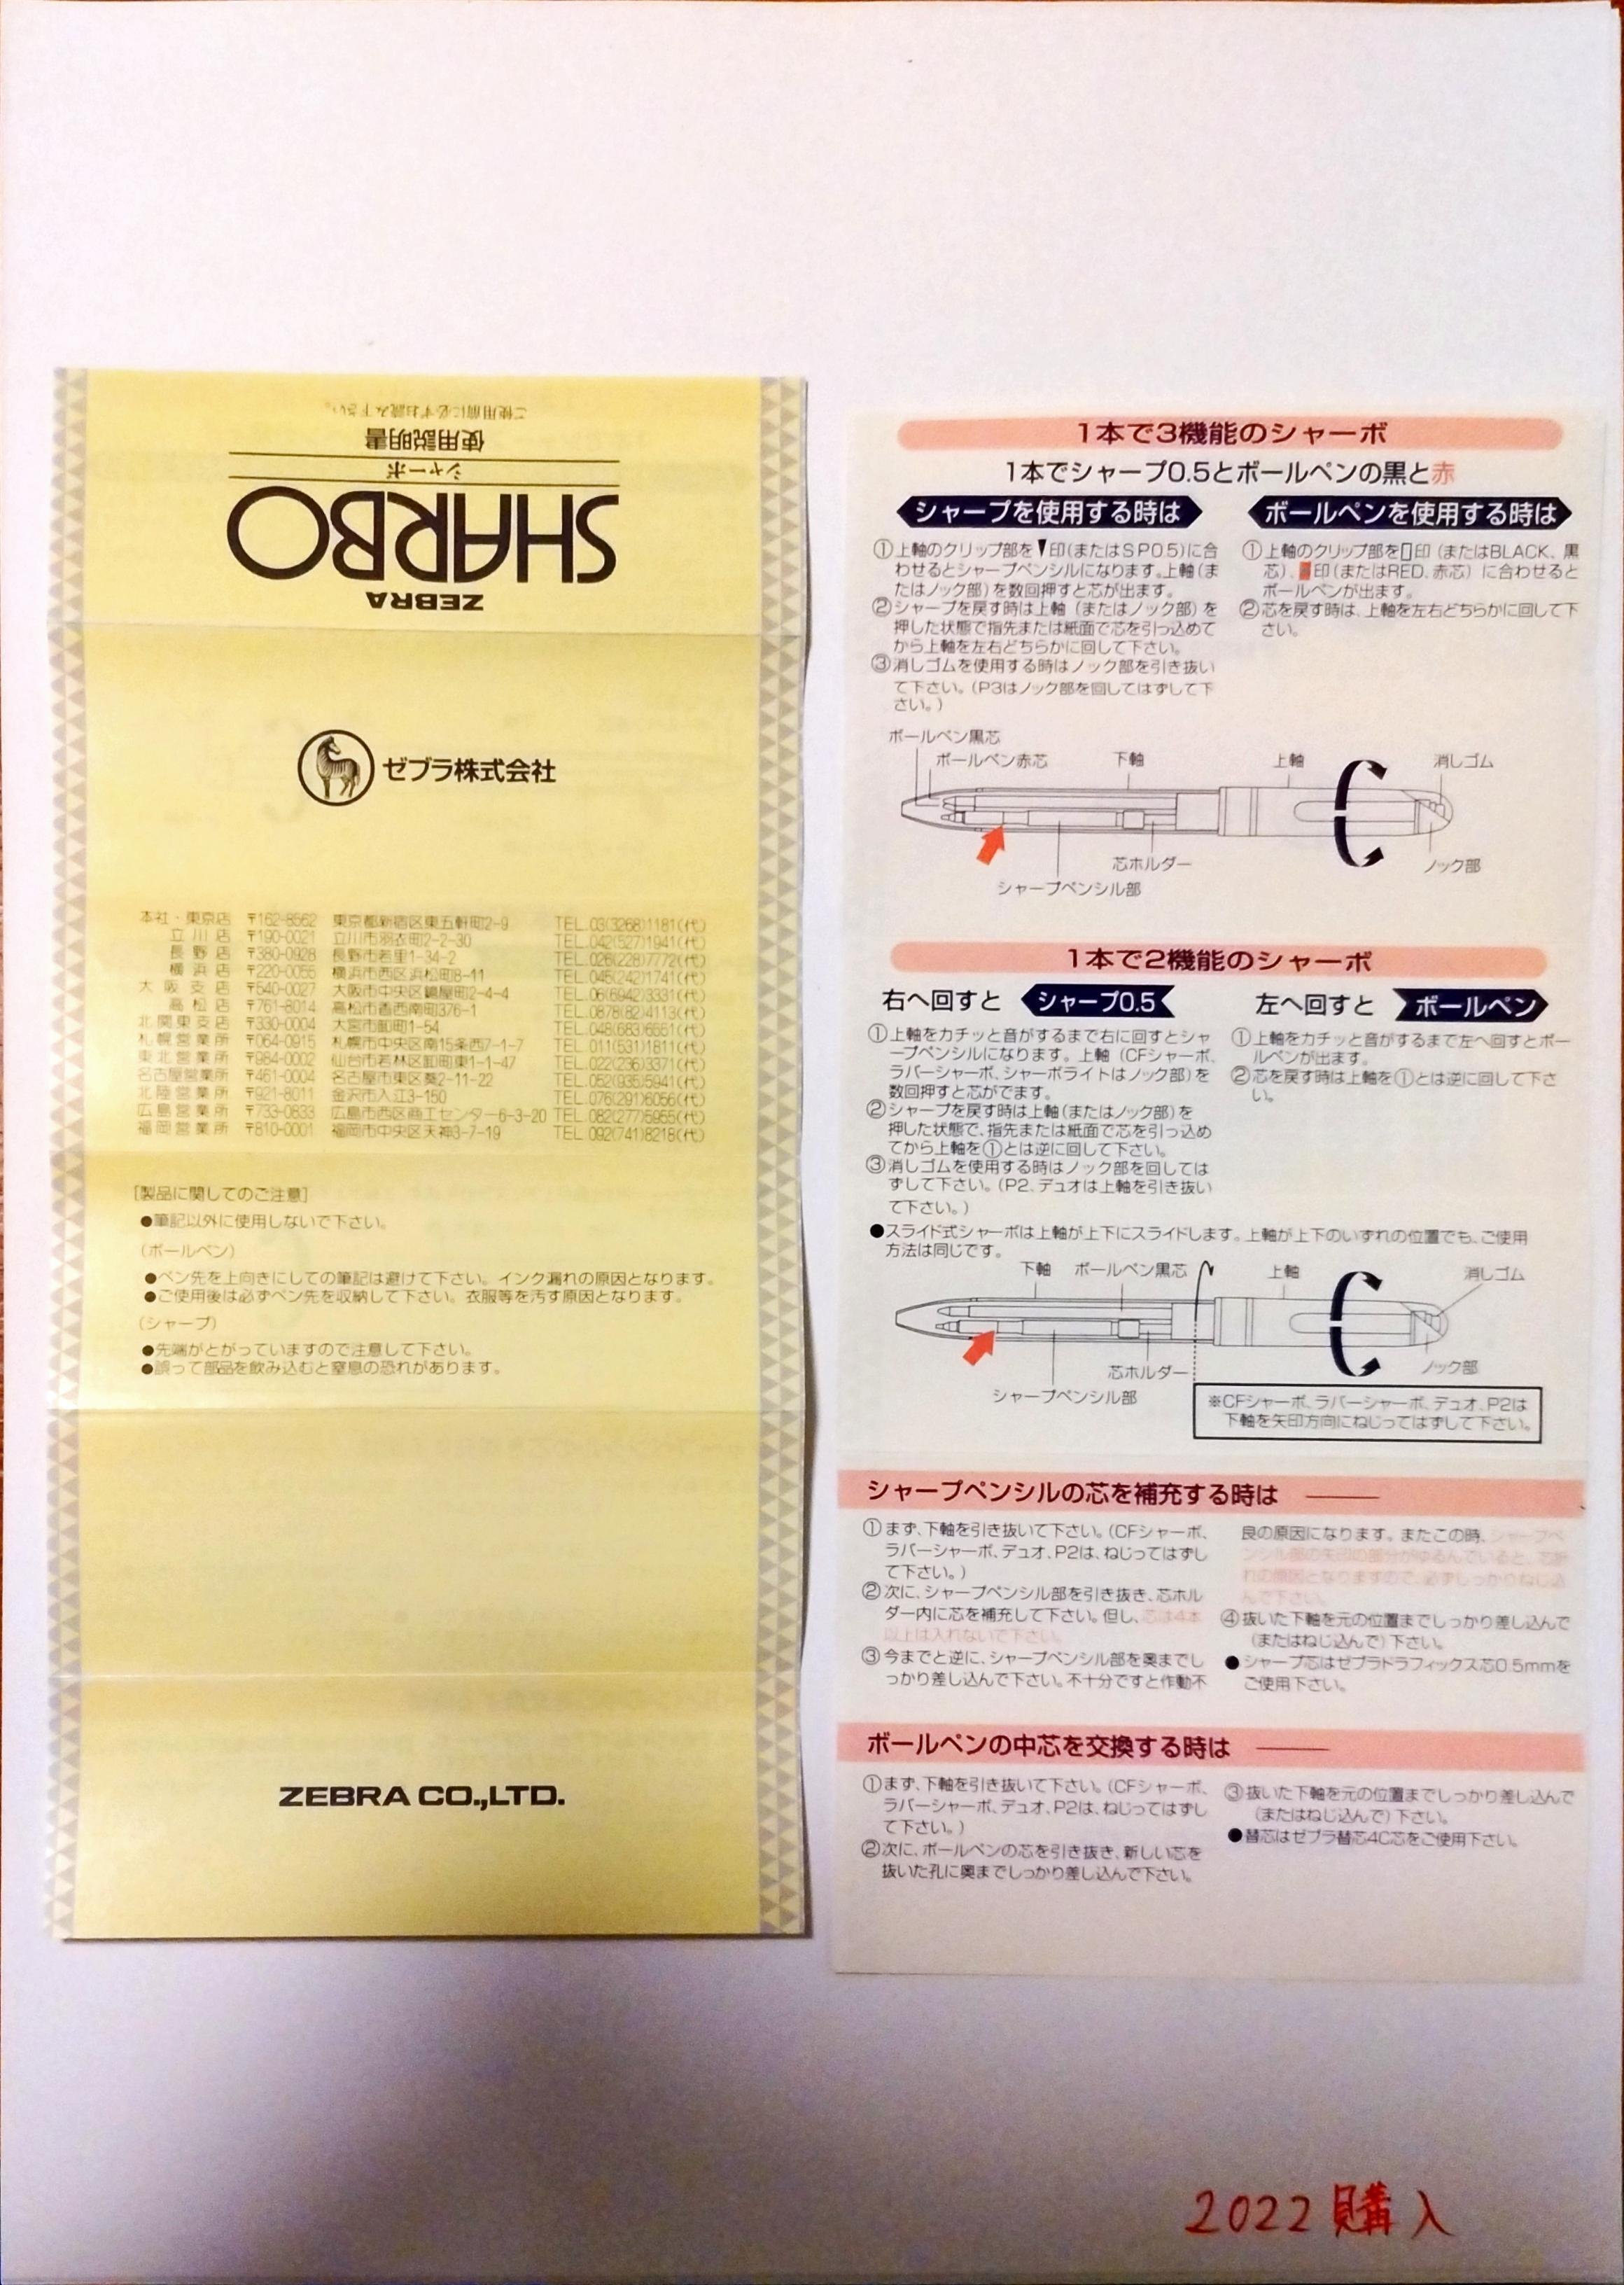 ご使用前に必ずお読み下さい。
使用説明書
シャーボ
SHARBO
ZEBRA
ゼブラ株式会社
本社・東京店 〒162-8562 東京都新宿区東五軒町2-9 TEL.03(3268)1181(代)
立川店 〒190-0021 立川市羽衣町2-2-30 TEL.042(527)1941(代)
長野店 〒380-0928 長野市若里1-34-2 TEL.026(228)7772(代)
横浜店 〒220-0055 横浜市西区浜松町8-11 TEL.045(242)1741(代)
大阪支店 〒540-0027 大阪市中央区鎗屋町2-4-4 TEL.06(6942)3331(代)
高松店 〒761-8014 高松市香西南町376-1 TEL.0878(82)4113(代)
北関東支店 〒330-0004 大宮市卸町1-54 TEL.048(683)6551(代)
札幌営業所 〒064-0915 札幌市中央区南15条西7-1-7 TEL.011(531)1811(代)
東北営業所 〒984-0002 仙台市若林区卸町東1-1-47 TEL.022(236)3371(代)
名古屋営業所 〒461-0004 名古屋市東区葵2-11-22 TEL.052(935)5941(代)
北陸営業所 〒921-8011 金沢市入江3-150 TEL.076(291)6056(代)
広島営業所 〒733-0833 広島市西区商工センター6-3-20 TEL.082(277)5955(代)
福岡営業所 〒810-0001 福岡市中央区天神3-7-19 TEL.092(741)8218(代)
[製品に関してのご注意]
●筆記以外に使用しないで下さい。
(ボールペン)
●ペン先を上向きにしての筆記は避けて下さい。インク漏れの原因となります。
●ご使用後は必ずペン先を収納して下さい。衣服等を汚す原因となります。
(シャープ)
●先端がとがっていますので注意して下さい。
●誤って部品を飲み込むと窒息の恐れがあります。
ZEBRA CO.,LTD.
1本で3機能のシャーボ
1本でシャープ0.5とボールペンの黒と赤
シャープを使用する時は
①上軸のクリップ部を▼印(またはSP0.5)に合
わせるとシャープペンシルになります。上軸(ま
たはノック部)を数回押すと芯が出ます。
②シャープを戻す時は上軸(またはノック部)を
押した状態で指先または紙面で芯を引っ込めて
から上軸を左右どちらかに回して下さい。
③消しゴムを使用する時はノック部を引き抜い
て下さい。(P3はノック部を回してはずして下
さい。)
ボールペンを使用する時は
①上軸のクリップ部を▯印(またはBLACK、黒
芯)、▮印(またはRED、赤芯)に合わせると
ボールペンが出ます。
②芯を戻す時は、上軸を左右どちらかに回して下
さい。
ボールペン黒芯
ボールペン赤芯
下軸
上軸
消しゴム
芯ホルダー
ノック部
シャープペンシル部
1本で2機能のシャーボ
右へ回すと シャープ0.5
①上軸をカチッと音がするまで右に回すとシャ
ープペンシルになります。上軸(CFシャーボ、
ラバーシャーボ、シャーボライトはノック部)を
数回押すと芯がでます。
②シャープを戻す時は上軸(またはノック部)を
押した状態で、指先または紙面で芯を引っ込め
てから上軸を①とは逆に回して下さい。
③消しゴムを使用する時はノック部を回しては
ずして下さい。(P2、デュオは上軸を引き抜い
て下さい。)
左へ回すと ボールペン
①上軸をカチッと音がするまで左へ回すとボー
ルペンが出ます。
②芯を戻す時は上軸を①とは逆に回して下さ
い。
●スライド式シャーボは上軸が上下にスライドします。上軸が上下のいずれの位置でも、ご使用
方法は同じです。
下軸
ボールペン黒芯
上軸
消しゴム
芯ホルダー
ノック部
シャープペンシル部
※CFシャーボ、ラバーシャーボ、デュオ、P2は
下軸を矢印方向にねじってはずして下さい。
シャープペンシルの芯を補充する時は
①まず、下軸を引き抜いて下さい。(CFシャーボ、
ラバーシャーボ、デュオ、P2は、ねじってはずし
て下さい。)
②次に、シャープペンシル部を引き抜き、芯ホル
ダー内に芯を補充して下さい。但し、芯は4本
以上は入れないで下さい。
③今までと逆に、シャープペンシル部を奥までし
っかり差し込んで下さい。不十分ですと作動不
良の原因になります。またこの時、シャープペ
ンシル部の矢印の部分がゆるんでいると、芯折
れの原因となりますので、必ずしっかりねじ込
んで下さい。
④抜いた下軸を元の位置までしっかり差し込んで
(またはねじ込んで)下さい。
●シャープ芯はゼブラドラフィックス芯0.5mmを
ご使用下さい。
ボールペンの中芯を交換する時は
①まず、下軸を引き抜いて下さい。(CFシャーボ、
ラバーシャーボ、デュオ、P2は、ねじってはずし
て下さい。)
②次に、ボールペンの芯を引き抜き、新しい芯を
抜いた孔に奥までしっかり差し込んで下さい。
③抜いた下軸を元の位置までしっかり差し込んで
(またはねじ込んで)下さい。
●替芯はゼブラ替芯4C芯をご使用下さい。
2022購入